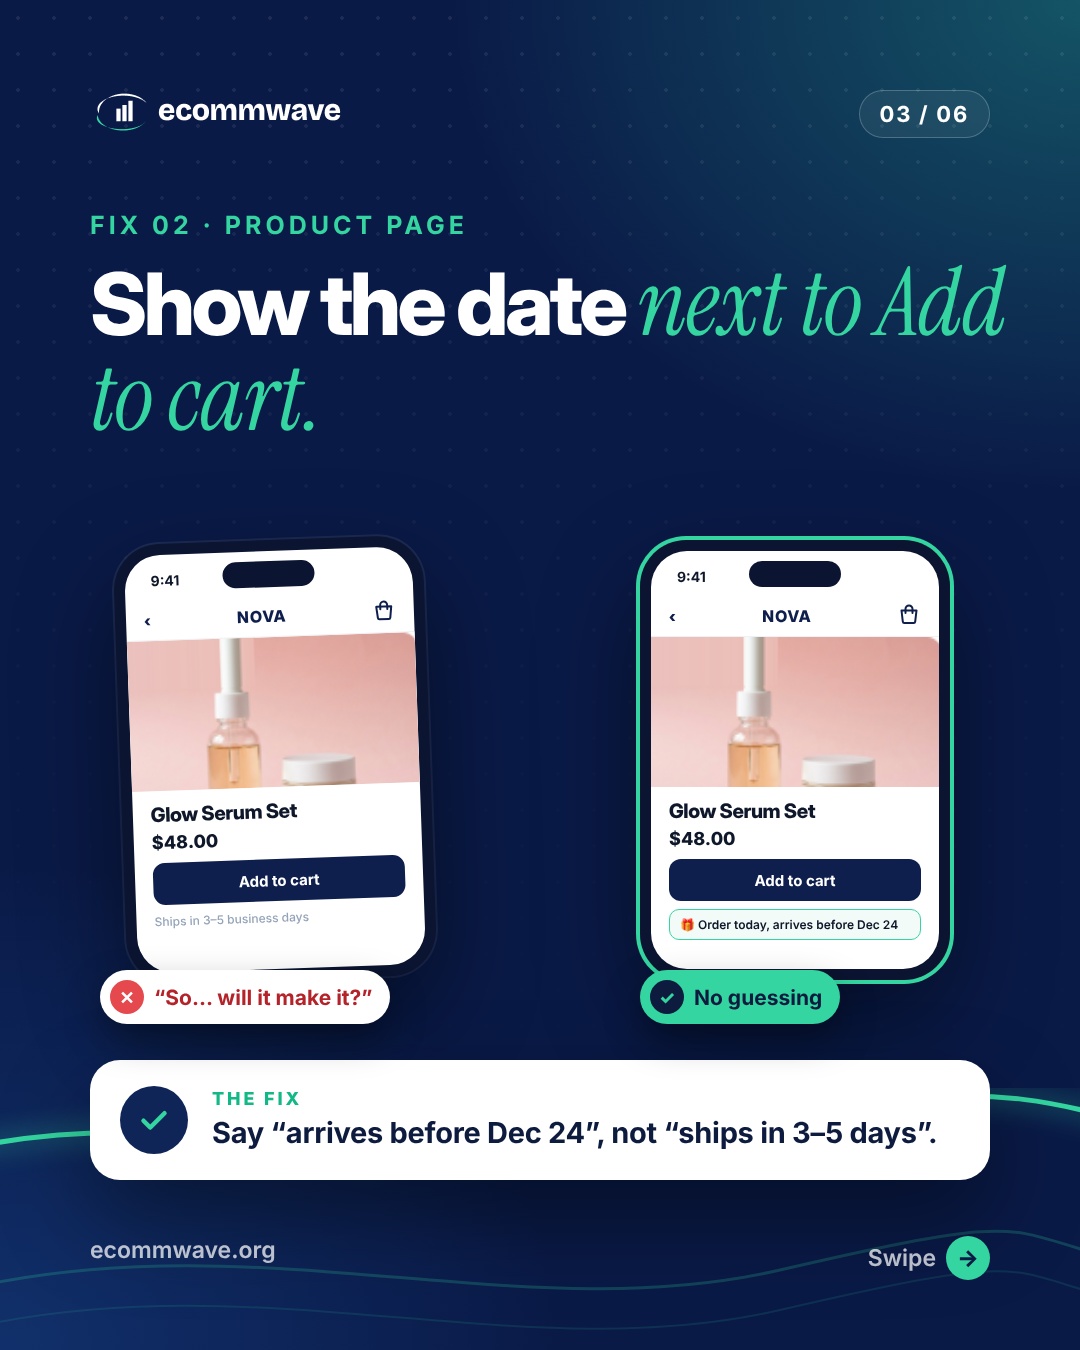 ecommwave
03 / 06
FIX 02 · PRODUCT PAGE
Show the date next to Add
to cart.
9:41
‹ NOVA
Glow Serum Set
$48.00
Add to cart
Ships in 3–5 business days
“So... will it make it?”
9:41
‹ NOVA
Glow Serum Set
$48.00
Add to cart
🎁 Order today, arrives before Dec 24
No guessing
THE FIX
Say “arrives before Dec 24”, not “ships in 3–5 days”.
ecommwave.org
Swipe →